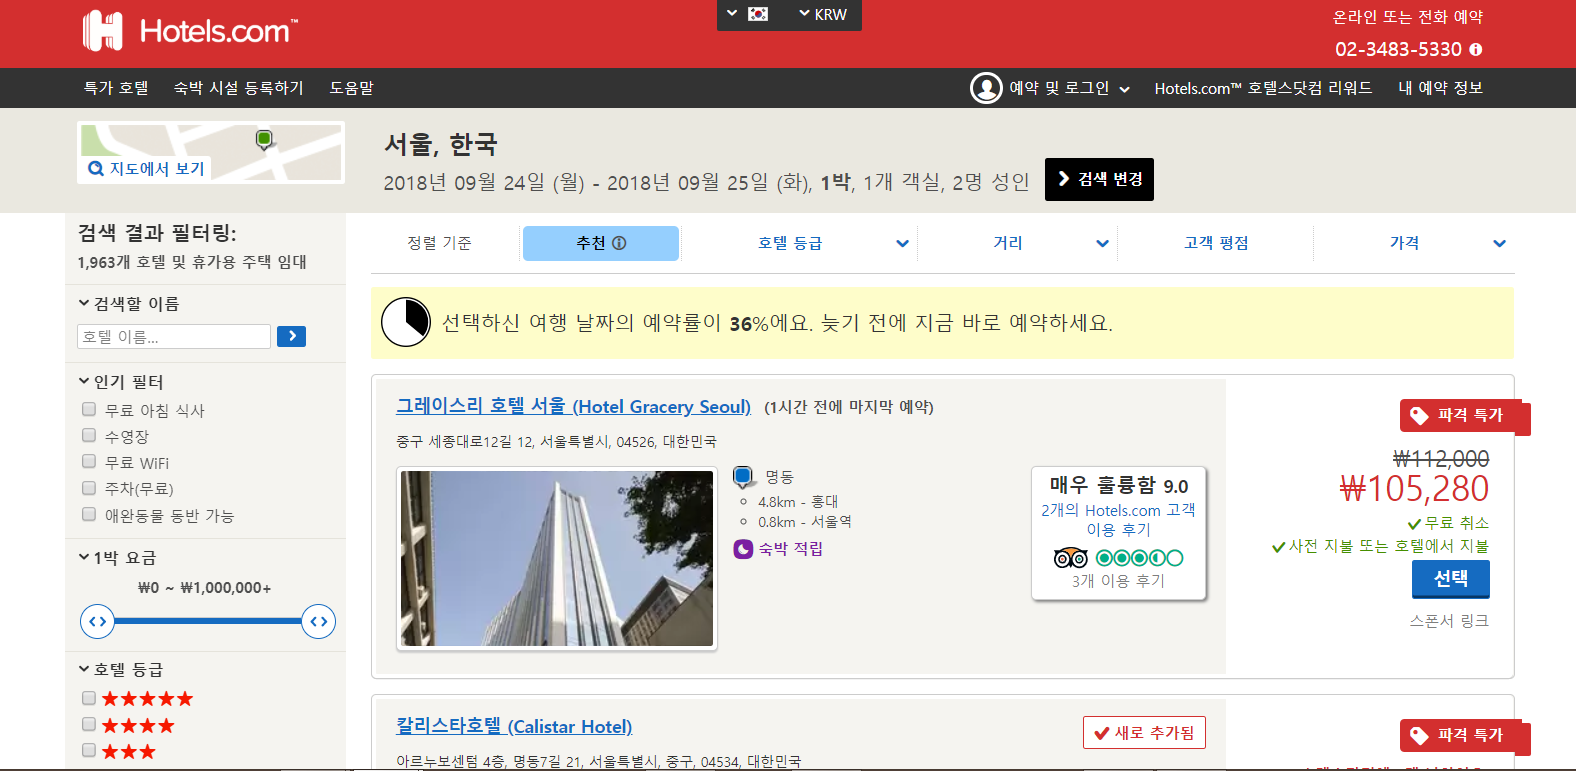 Hotels.com™
KRW
온라인 또는 전화 예약
02-3483-5330
특가 호텔
숙박 시설 등록하기
도움말
예약 및 로그인
Hotels.com™ 호텔스닷컴 리워드
내 예약 정보
지도에서 보기
서울, 한국
2018년 09월 24일 (월) - 2018년 09월 25일 (화), 1박, 1개 객실, 2명 성인
검색 변경
검색 결과 필터링:
1,963개 호텔 및 휴가용 주택 임대
검색할 이름
호텔 이름...
인기 필터
무료 아침 식사
수영장
무료 WiFi
주차(무료)
애완동물 동반 가능
1박 요금
₩0 ~ ₩1,000,000+
호텔 등급
정렬 기준
추천
호텔 등급
거리
고객 평점
가격
선택하신 여행 날짜의 예약률이 36%에요. 늦기 전에 지금 바로 예약하세요.
그레이스리 호텔 서울 (Hotel Gracery Seoul)
(1시간 전에 마지막 예약)
중구 세종대로12길 12, 서울특별시, 04526, 대한민국
명동
4.8km - 홍대
0.8km - 서울역
숙박 적립
매우 훌륭함 9.0
2개의 Hotels.com 고객
이용 후기
3개 이용 후기
파격 특가
₩112,000
₩105,280
무료 취소
사전 지불 또는 호텔에서 지불
선택
스폰서 링크
칼리스타호텔 (Calistar Hotel)
새로 추가됨
파격 특가
아르누보센텀 4층, 명동7길 21, 서울특별시, 중구, 04534, 대한민국